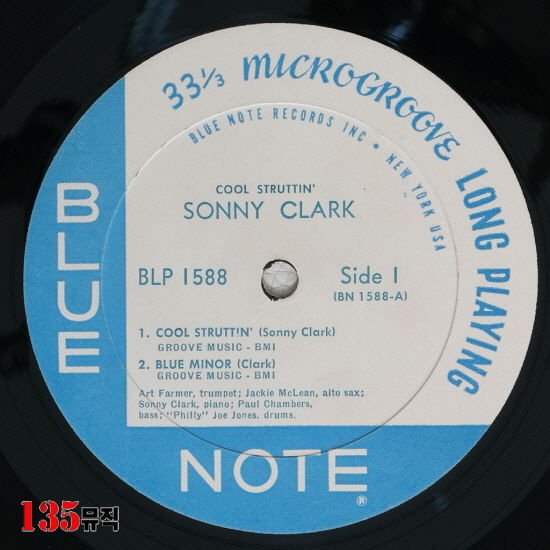 33⅓ MICROGROOVE LONG PLAYING
BLUE NOTE RECORDS INC • NEW YORK USA
COOL STRUTTIN'
SONNY CLARK
BLP 1588
Side 1
(BN 1588-A)
1. COOL STRUTT!N' (Sonny Clark)
GROOVE MUSIC - BMI
2. BLUE MINOR (Clark)
GROOVE MUSIC - BMI
Art Farmer, trumpet; Jackie McLean, alto sax;
Sonny Clark, piano; Paul Chambers,
bass; "Philly" Joe Jones, drums.
BLUE
NOTE®
135뮤직